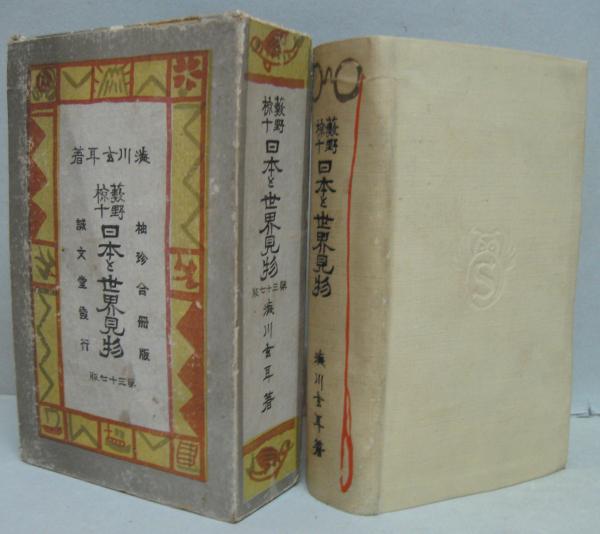 澁川玄耳著
袖珍合冊版
藪野椋十
日本と世界見物
誠文堂發行
第三十七版
藪野椋十
日本と世界見物
第三十七版
澁川玄耳著
藪野椋十
日本と世界見物
澁川玄耳著
S